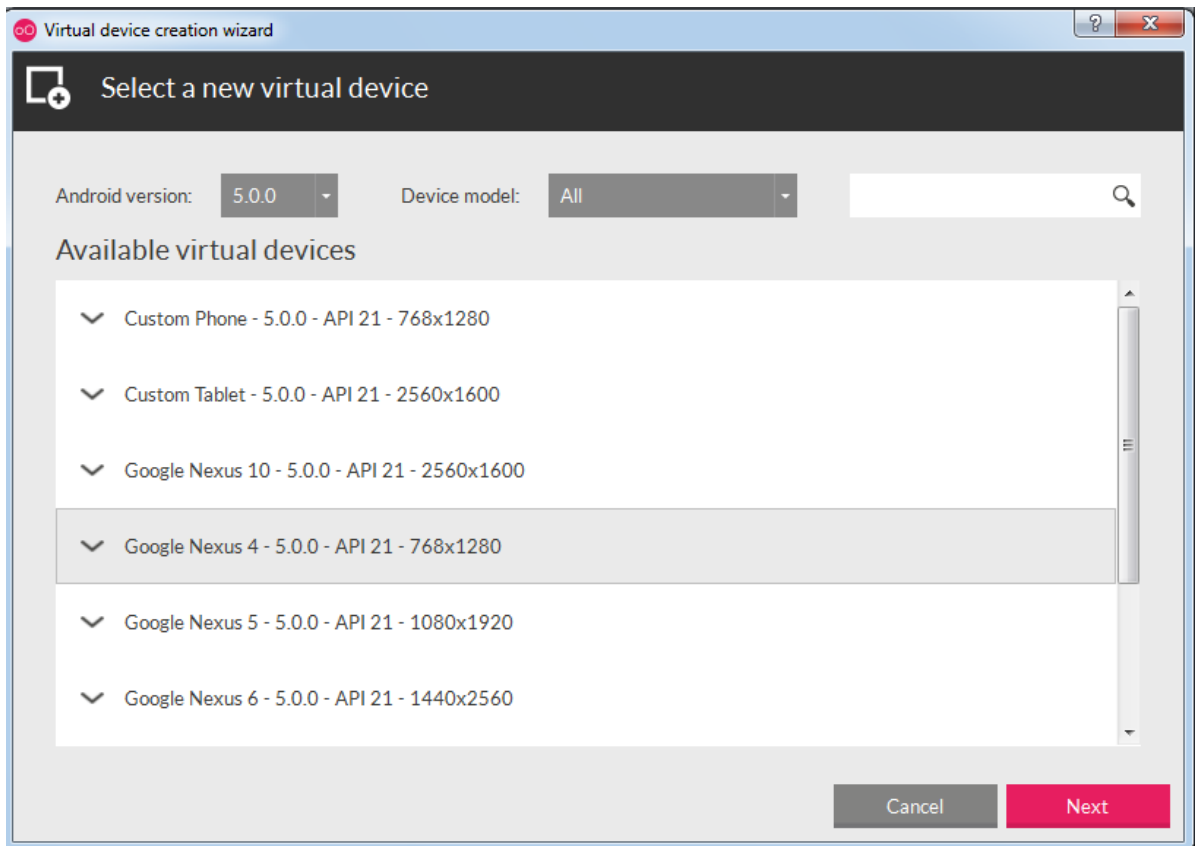 Virtual device creation wizard
Select a new virtual device
Android version: 5.0.0 Device model: All
Available virtual devices
Custom Phone - 5.0.0 - API 21 - 768x1280
Custom Tablet - 5.0.0 - API 21 - 2560x1600
Google Nexus 10 - 5.0.0 - API 21 - 2560x1600
Google Nexus 4 - 5.0.0 - API 21 - 768x1280
Google Nexus 5 - 5.0.0 - API 21 - 1080x1920
Google Nexus 6 - 5.0.0 - API 21 - 1440x2560
Cancel Next